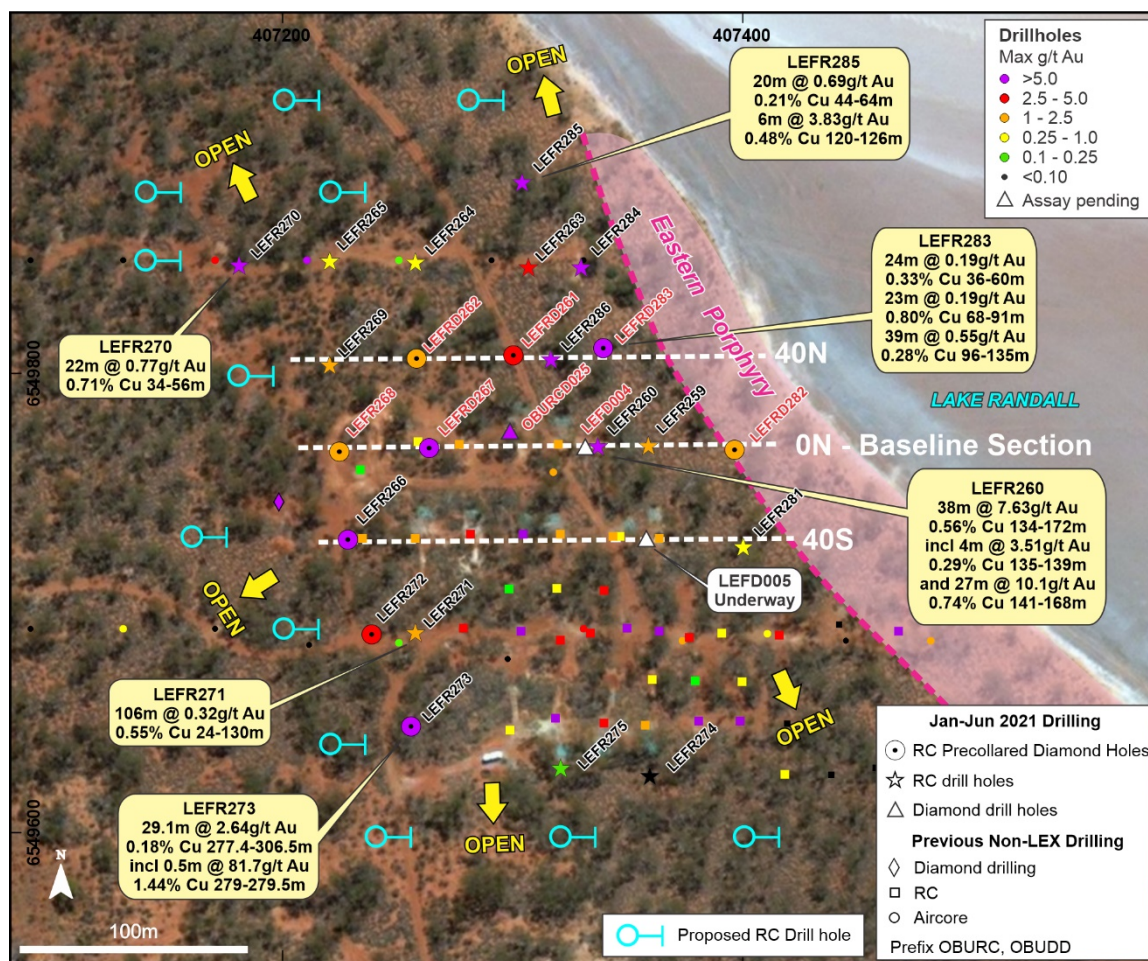 407200
407400
OPEN
OPEN
LEFR285
20m @ 0.69g/t Au
0.21% Cu 44-64m
6m @ 3.83g/t Au
0.48% Cu 120-126m
Drillholes
Max g/t Au
>5.0
2.5 - 5.0
1 - 2.5
0.25 - 1.0
0.1 - 0.25
<0.10
Assay pending
LEFR285
LEFR270
LEFR265
LEFR264
LEFR263
LEFR284
Eastern Porphyry
LEFR283
24m @ 0.19g/t Au
0.33% Cu 36-60m
23m @ 0.19g/t Au
0.80% Cu 68-91m
39m @ 0.55g/t Au
0.28% Cu 96-135m
LEFR270
22m @ 0.77g/t Au
0.71% Cu 34-56m
6549800
LEFR269
LEFRD262
LEFRD261
LEFR286
LEFRD283
40N
LAKE RANDALL
LEFR268
LEFRD267
OBURCD025
LEFD004
LEFR260
LEFR259
LEFRD282
0N - Baseline Section
LEFR266
LEFR281
40S
LEFR260
38m @ 7.63g/t Au
0.56% Cu 134-172m
incl 4m @ 3.51g/t Au
0.29% Cu 135-139m
and 27m @ 10.1g/t Au
0.74% Cu 141-168m
LEFD005
Underway
OPEN
LEFR272
LEFR271
LEFR271
106m @ 0.32g/t Au
0.55% Cu 24-130m
LEFR273
LEFR275
LEFR274
OPEN
OPEN
LEFR273
29.1m @ 2.64g/t Au
0.18% Cu 277.4-306.5m
incl 0.5m @ 81.7g/t Au
1.44% Cu 279-279.5m
6549600
N
100m
Proposed RC Drill hole
Jan-Jun 2021 Drilling
RC Precollared Diamond Holes
RC drill holes
Diamond drill holes
Previous Non-LEX Drilling
Diamond drilling
RC
Aircore
Prefix OBURC, OBUDD